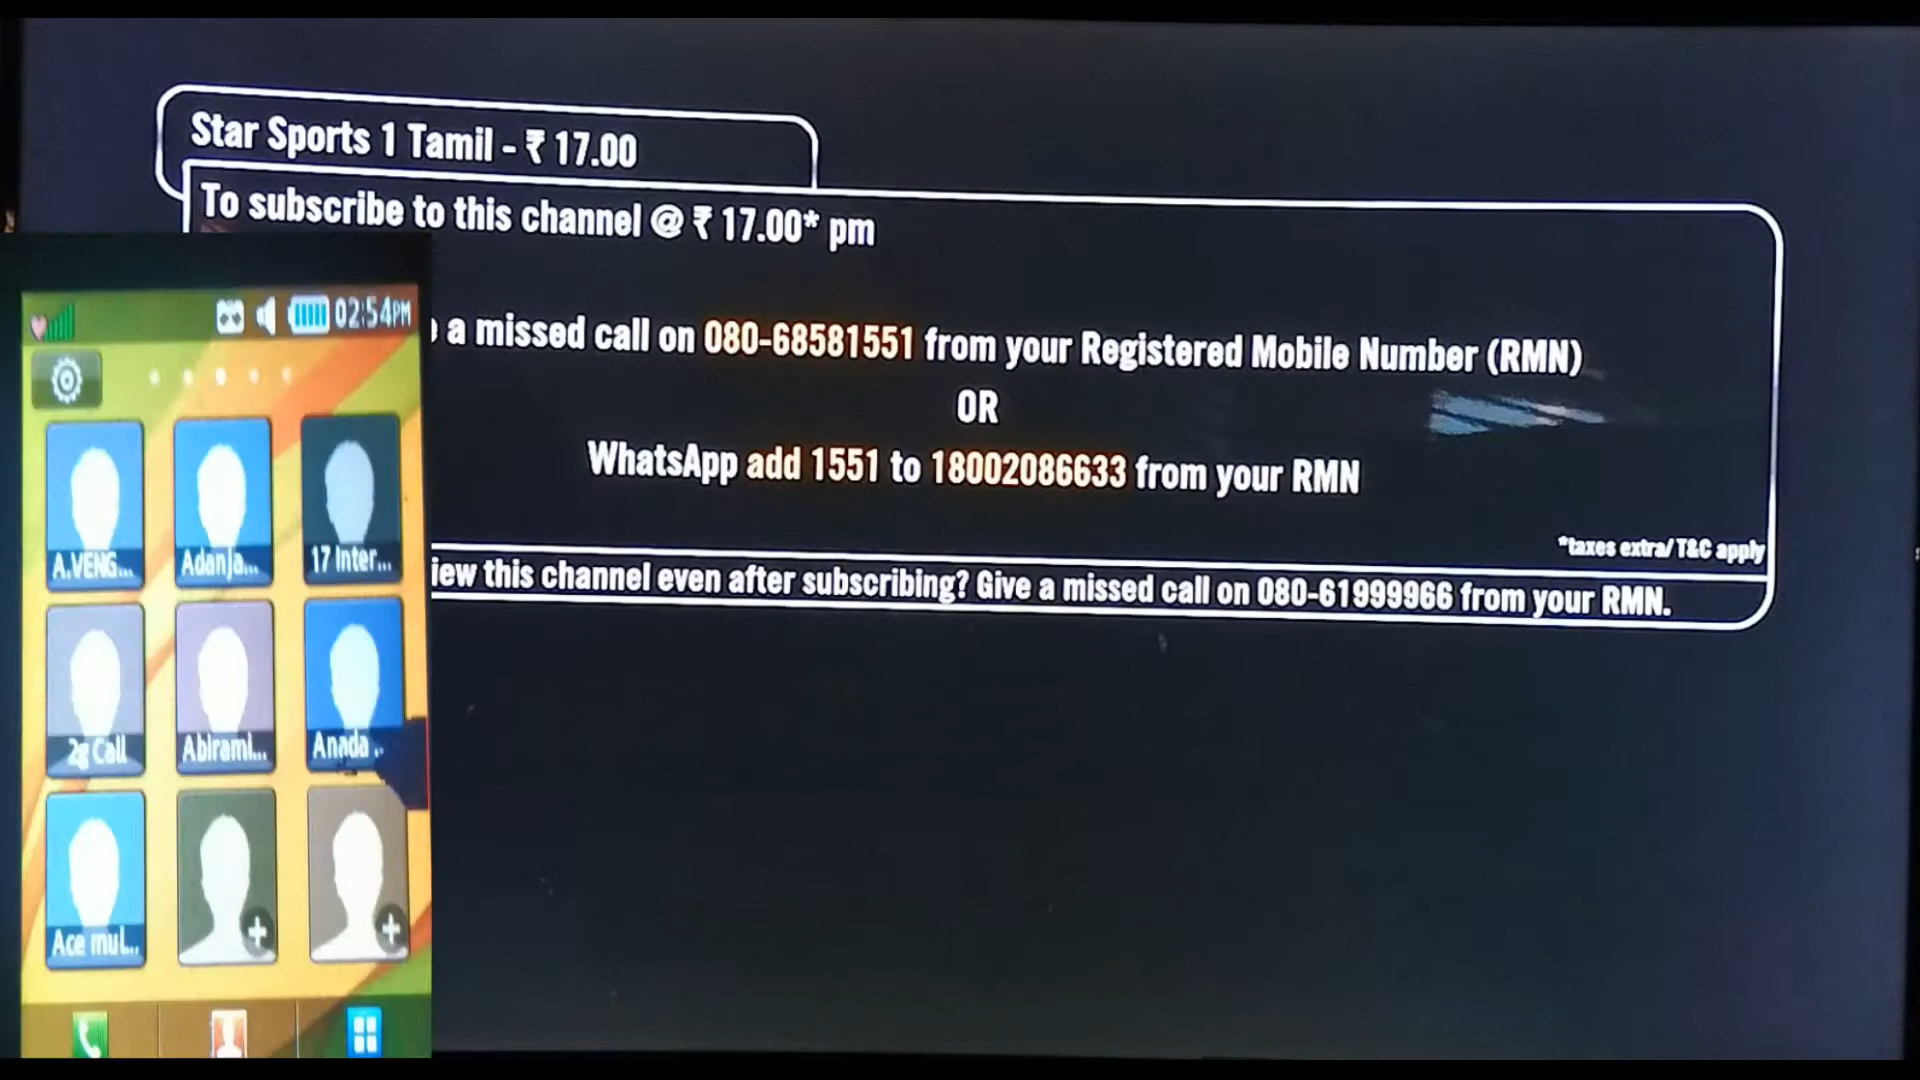 Star Sports 1 Tamil - ₹ 17.00
To subscribe to this channel @ ₹ 17.00* pm
a missed call on 080-68581551 from your Registered Mobile Number (RMN)
OR
WhatsApp add 1551 to 18002086633 from your RMN
*taxes extra/ T&C apply
iew this channel even after subscribing? Give a missed call on 080-61999966 from your RMN.
02:54PM
A.VENG... Adanja... 17 Inter...
2g Call Abirami... Anada ..
Ace mul...